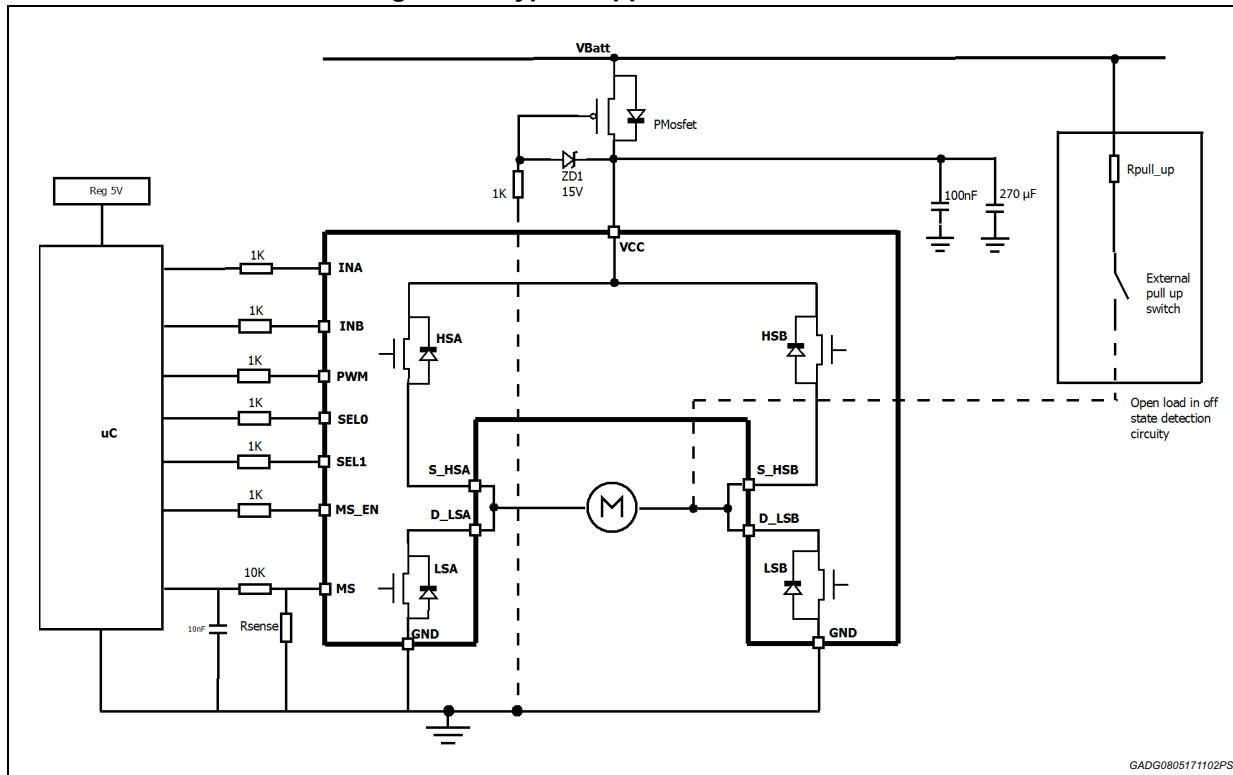 VBatt
PMosfet
ZD1
15V
1K
100nF
270 µF
Rpull_up
External
pull up
switch
Open load in off
state detection
circuity
Reg 5V
uC
VCC
1K
INA
1K
INB
1K
PWM
1K
SEL0
1K
SEL1
1K
MS_EN
10K
MS
10nF
Rsense
HSA
HSB
S_HSA
S_HSB
D_LSA
D_LSB
M
LSA
LSB
GND
GND
GADG0805171102PS